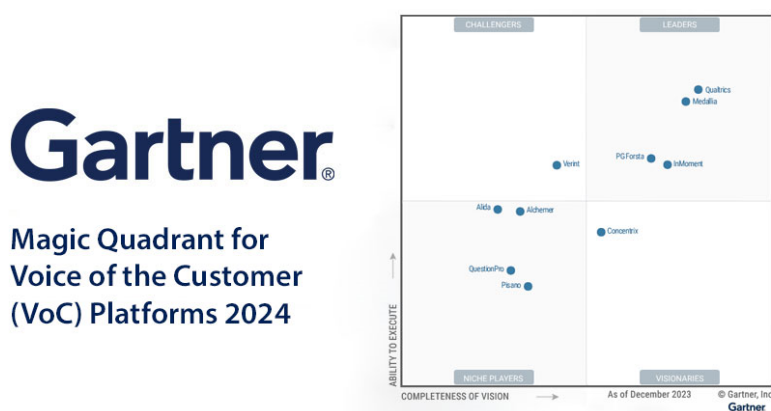 Gartner®
Magic Quadrant for
Voice of the Customer
(VoC) Platforms 2024
CHALLENGERS
LEADERS
Qualtrics
Medallia
PG Forsta
InMoment
Verint
Alida
Alchemer
Concentrix
QuestionPro
Pisano
ABILITY TO EXECUTE
NICHE PLAYERS
VISIONARIES
COMPLETENESS OF VISION
As of December 2023
© Gartner, Inc
Gartner